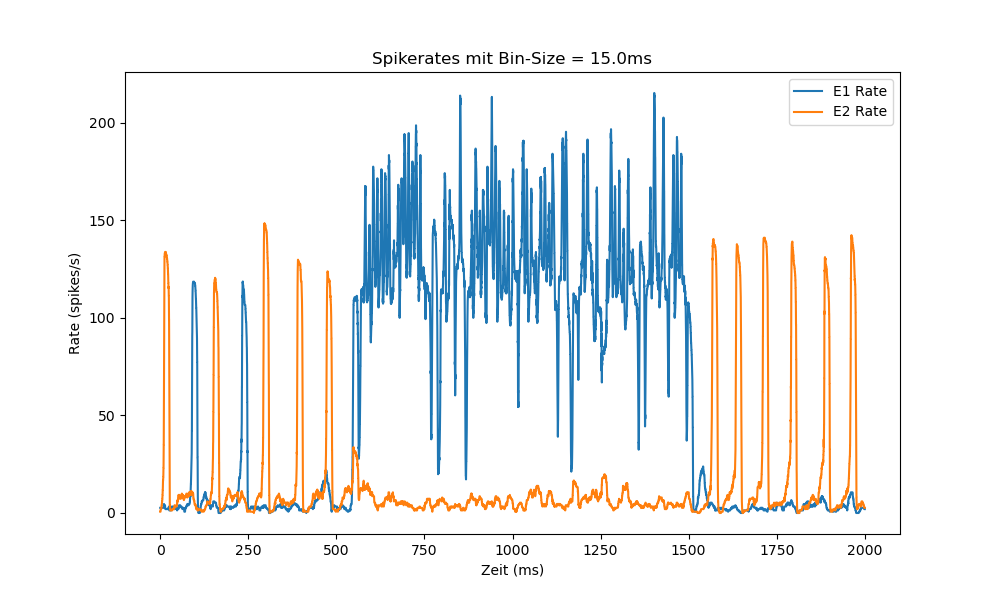 Spikerates mit Bin-Size = 15.0ms
E1 Rate
E2 Rate
Rate (spikes/s)
200
150
100
50
0
0 250 500 750 1000 1250 1500 1750 2000
Zeit (ms)